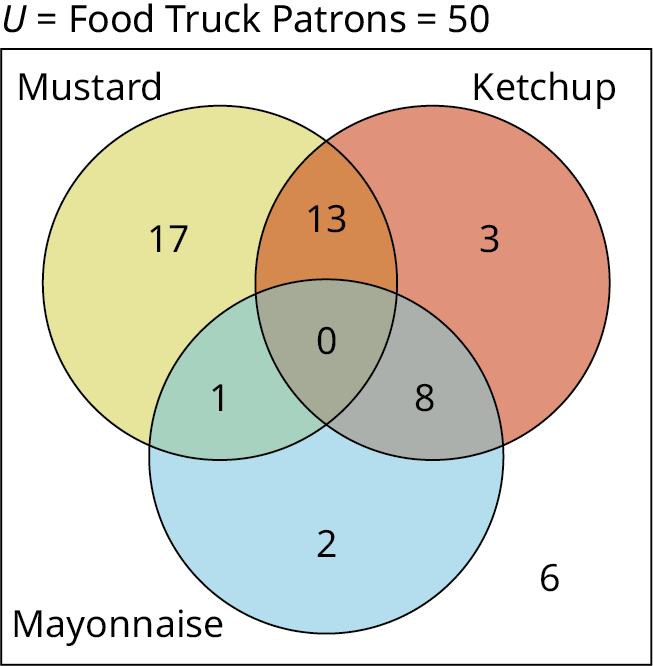 U = Food Truck Patrons = 50
Mustard
Ketchup
17
13
3
0
1
8
2
6
Mayonnaise